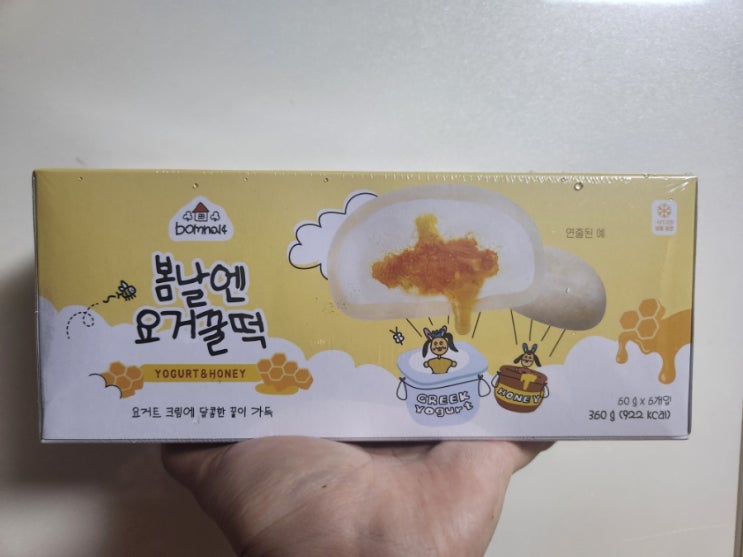 bomnal4
연출된 예
봄날엔
요거꿀떡
YOGURT&HONEY
요거트 크림에 달콤한 꿀이 가득
GREEK
Yogurt
HONEY
60 g x 6개입
360 g (922 kcal)